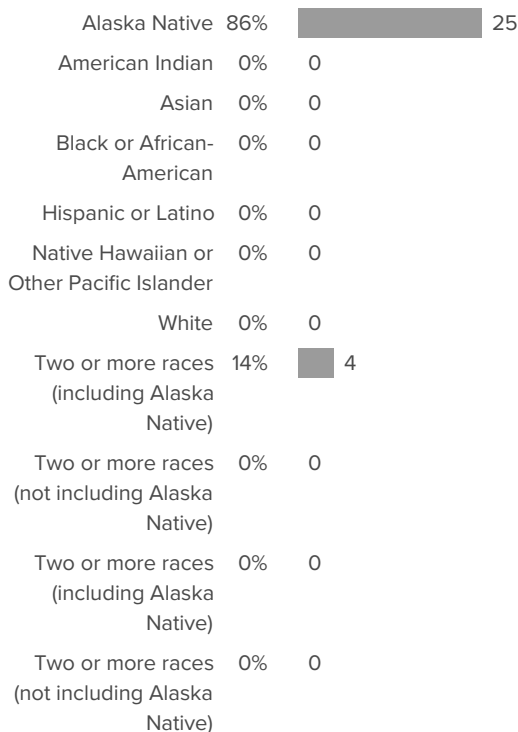 Alaska Native 86% 25
American Indian 0% 0
Asian 0% 0
Black or African- 0% 0
American
Hispanic or Latino 0% 0
Native Hawaiian or 0% 0
Other Pacific Islander
White 0% 0
Two or more races 14% 4
(including Alaska
Native)
Two or more races 0% 0
(not including Alaska
Native)
Two or more races 0% 0
(including Alaska
Native)
Two or more races 0% 0
(not including Alaska
Native)